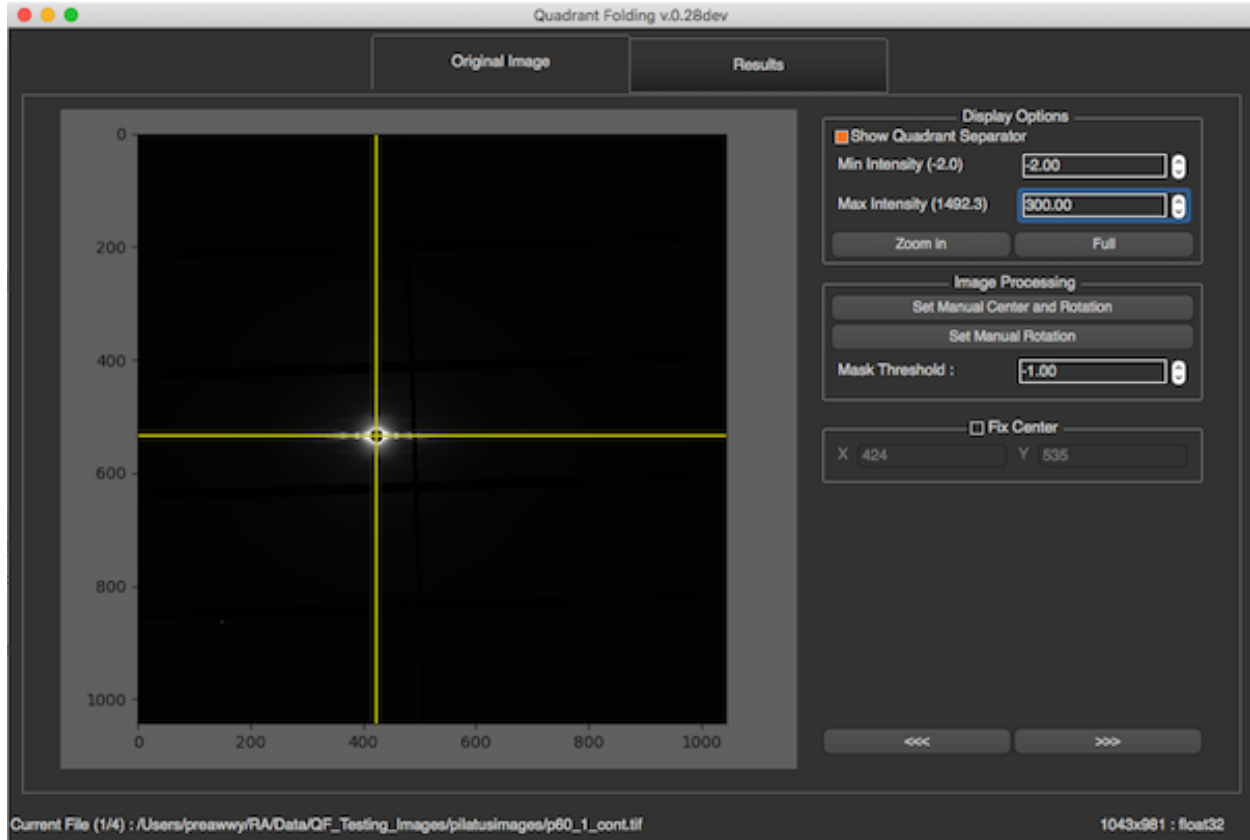 Quadrant Folding v.0.28dev
Original Image
Results
0
200
400
600
800
1000
0 200 400 600 800 1000
Display Options
Show Quadrant Separator
Min Intensity (-2.0) -2.00
Max Intensity (1492.3) 300.00
Zoom in Full
Image Processing
Set Manual Center and Rotation
Set Manual Rotation
Mask Threshold : -1.00
Fix Center
X 424 Y 535
<<< >>>
Current File (1/4) : /Users/preawwy/RA/Data/QF_Testing_Images/pilatusimages/p60_1_cont.tif
1043x981 : float32